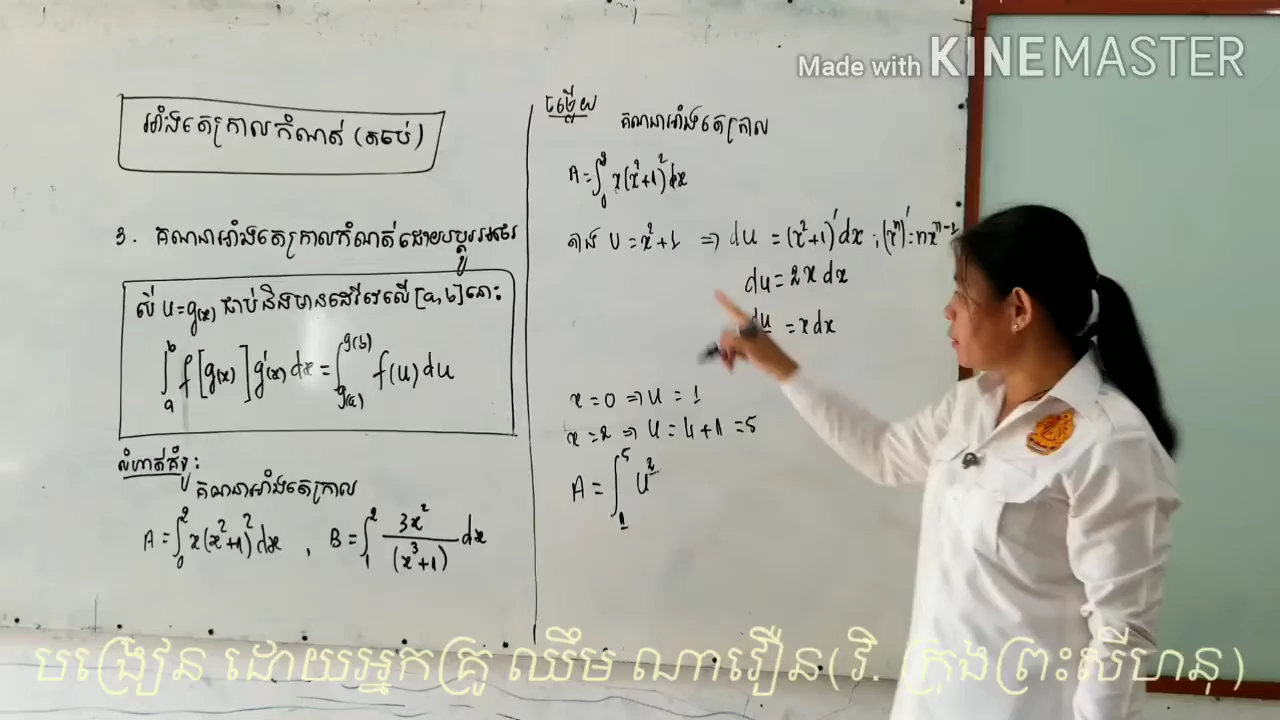 Made with KINEMASTER
អាំងតេក្រាលកំណត់ (តចប់)
3. គណនាអាំងតេក្រាលកំណត់ដោយប្តូរអថេរ
បើ u = g(x) ជាប់និងមានដេរីវេលើ [a, b] នោះ:
∫ₐᵇ f[g(x)] g'(x) dx = ∫_{g(a)}^{g(b)} f(u) du
លំហាត់គំរូ:
គណនាអាំងតេក្រាល
A = ∫₀² x(x²+1)² dx , B = ∫₁² 3x²/(x³+1) dx
ចម្លើយ
គណនាអាំងតេក្រាល
A = ∫₀² x(x²+1)² dx
តាង U = x²+1 ⇒ du = (x²+1)' dx ; (xⁿ)' = nxⁿ⁻¹
du = 2x dx
du = x dx
x = 0 ⇒ U = 1
x = 2 ⇒ U = 4+1 = 5
A = ∫₁⁵ U²
បង្រៀន ដោយអ្នកគ្រូ ឈឹម ណាវឿន(វិ. ក្រុងព្រះសីហនុ)